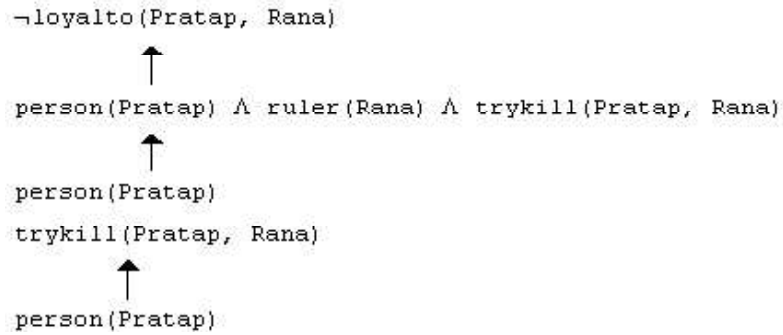 ¬loyalto(Pratap, Rana)
person(Pratap) Λ ruler(Rana) Λ trykill(Pratap, Rana)
person(Pratap)
trykill(Pratap, Rana)
person(Pratap)